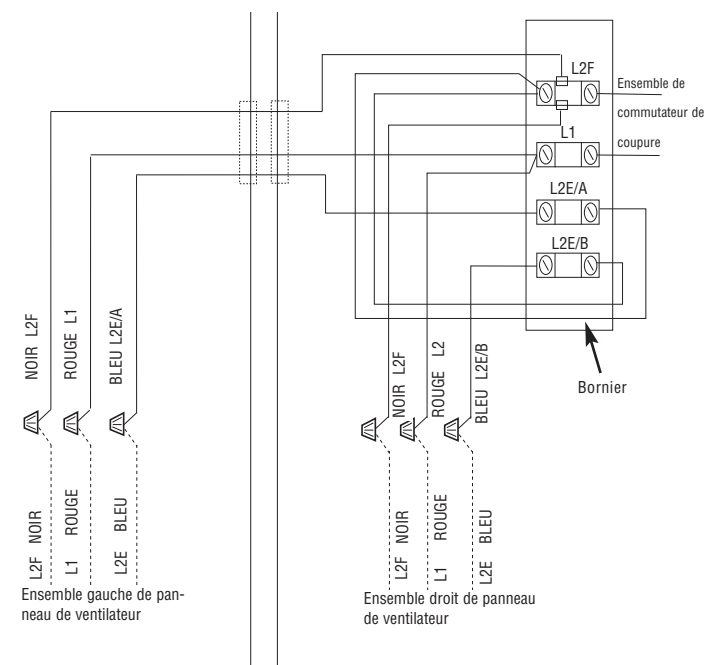 L2F
Ensemble de
commutateur de
coupure
L1
L2E/A
L2E/B
Bornier
NOIR L2F
ROUGE L1
BLEU L2E/A
NOIR L2F
ROUGE L2
BLEU L2E/B
L2F NOIR
L1 ROUGE
L2E BLEU
Ensemble gauche de pan-
neau de ventilateur
L2F NOIR
L1 ROUGE
L2E BLEU
Ensemble droit de panneau
de ventilateur